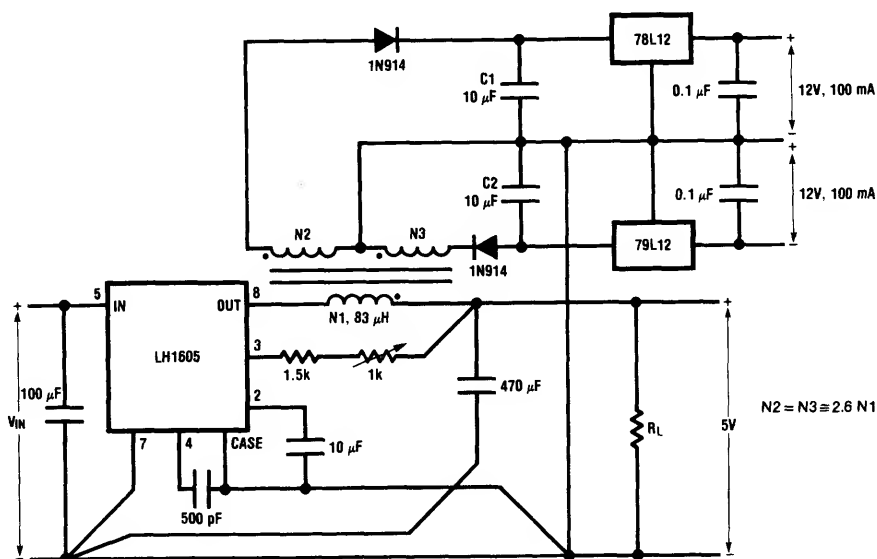 1N914
78L12
C1
10 µF
0.1 µF
12V, 100 mA
+
−
+
−
C2
10 µF
0.1 µF
12V, 100 mA
N2
N3
1N914
79L12
5
IN
OUT
8
N1, 83 µH
+
+
LH1605
3
1.5k
1k
100 µF
2
470 µF
VIN
RL
5V
N2 = N3 ≅ 2.6 N1
7
4
CASE
10 µF
500 pF
−
−